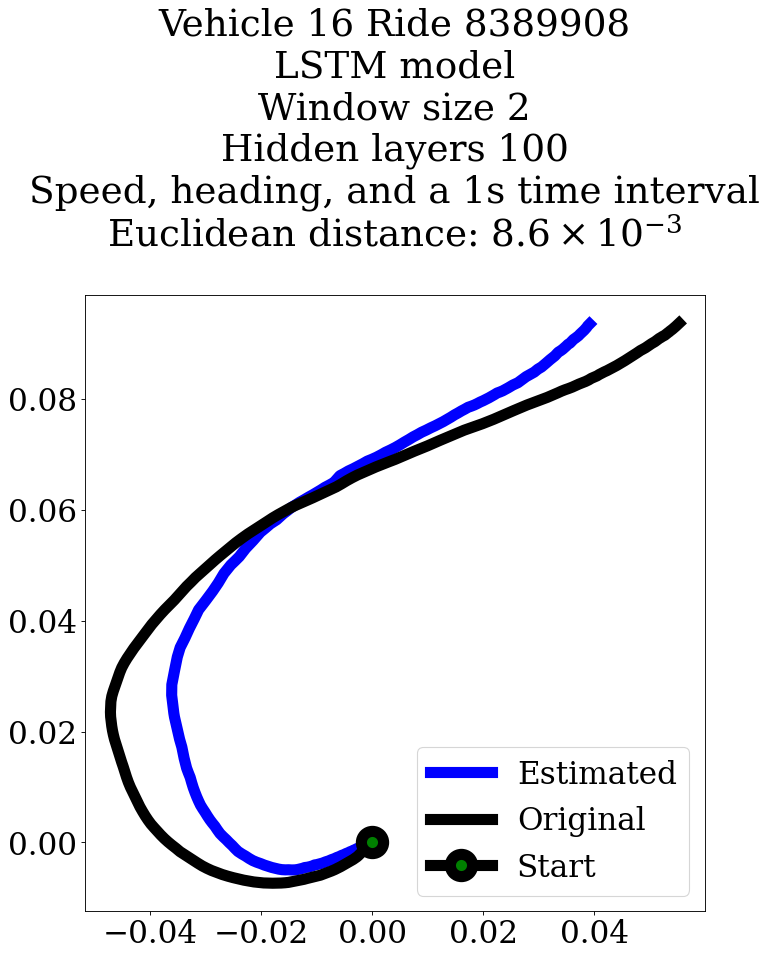 Vehicle 16 Ride 8389908
LSTM model
Window size 2
Hidden layers 100
Speed, heading, and a 1s time interval
Euclidean distance: 8.6 × 10⁻³
0.08
0.06
0.04
0.02
0.00
Estimated
Original
Start
−0.04 −0.02 0.00 0.02 0.04